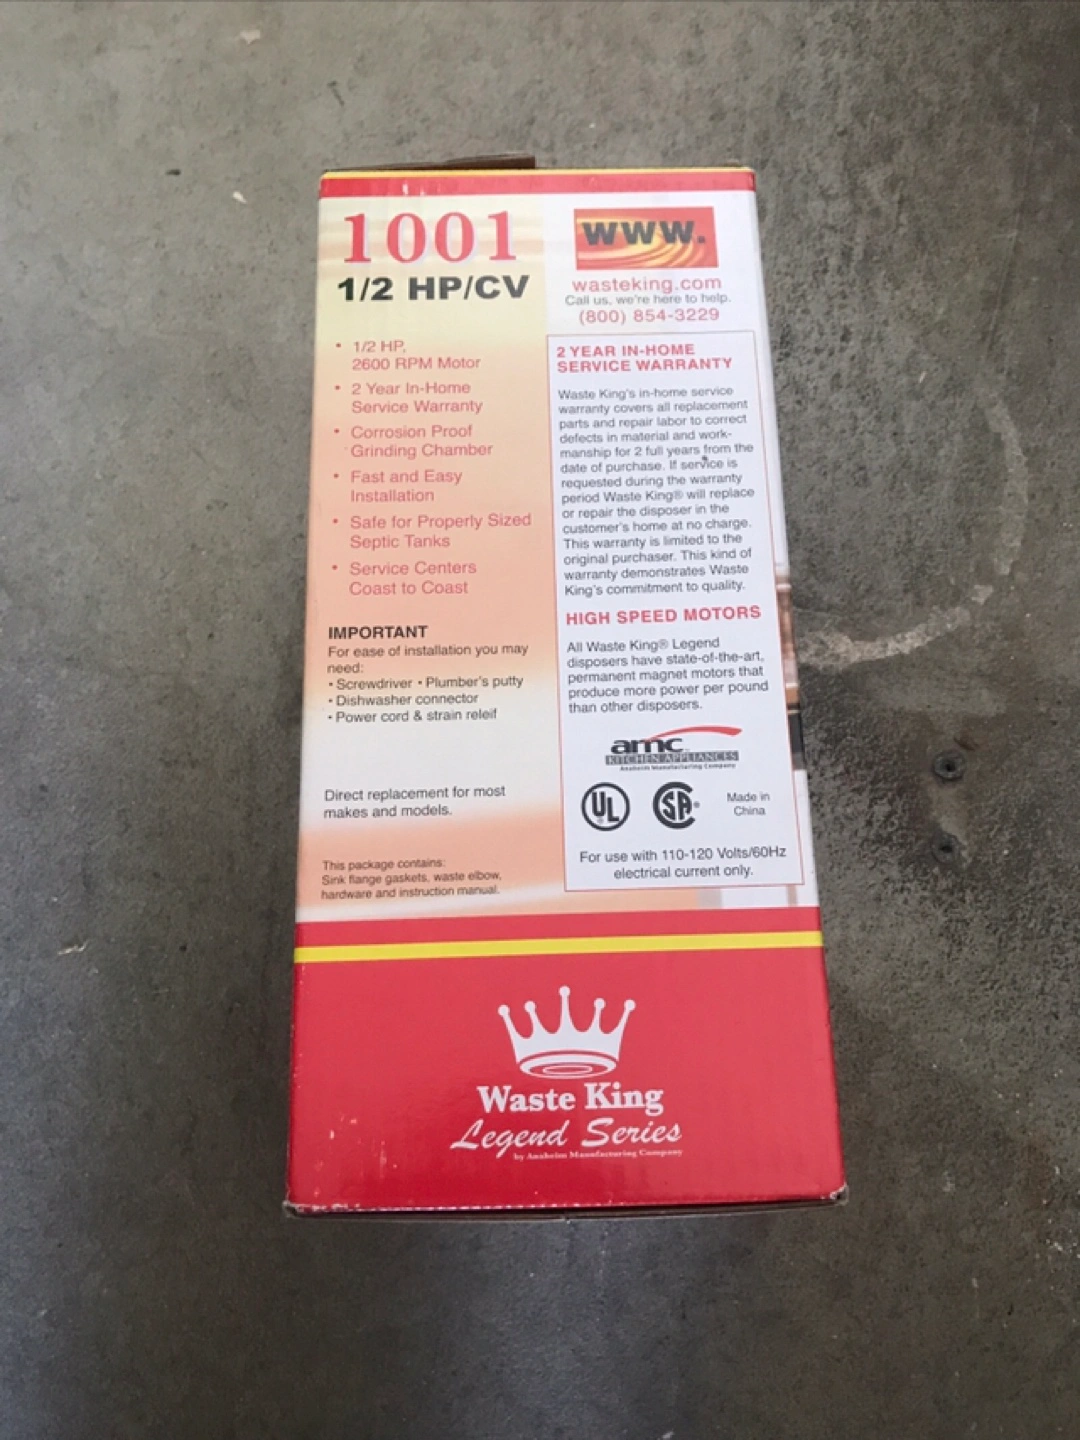 1001
1/2 HP/CV
• 1/2 HP,
2600 RPM Motor
• 2 Year In-Home
Service Warranty
• Corrosion Proof
Grinding Chamber
• Fast and Easy
Installation
• Safe for Properly Sized
Septic Tanks
• Service Centers
Coast to Coast
IMPORTANT
For ease of installation you may
need:
• Screwdriver • Plumber's putty
• Dishwasher connector
• Power cord & strain releif
Direct replacement for most
makes and models.
This package contains:
Sink flange gaskets, waste elbow,
hardware and instruction manual.
www.
wasteking.com
Call us, we're here to help.
(800) 854-3229
2 YEAR IN-HOME
SERVICE WARRANTY
Waste King's in-home service
warranty covers all replacement
parts and repair labor to correct
defects in material and work-
manship for 2 full years from the
date of purchase. If service is
requested during the warranty
period Waste King® will replace
or repair the disposer in the
customer's home at no charge.
This warranty is limited to the
original purchaser. This kind of
warranty demonstrates Waste
King's commitment to quality.
HIGH SPEED MOTORS
All Waste King® Legend
disposers have state-of-the-art,
permanent magnet motors that
produce more power per pound
than other disposers.
amc
KITCHEN APPLIANCES
Anaheim Manufacturing Company
UL ® SA ® Made in
China
For use with 110-120 Volts/60Hz
electrical current only.
Waste King
Legend Series
by Anaheim Manufacturing Company